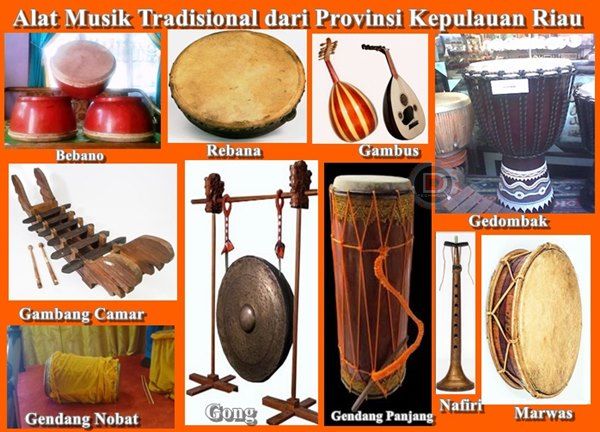 Alat Musik Tradisional dari Provinsi Kepulauan Riau
Bebano
Rebana
Gambus
Gedombak
Gambang Camar
Gendang Nobat
Gong
Gendang Panjang
Nafiri
Marwas